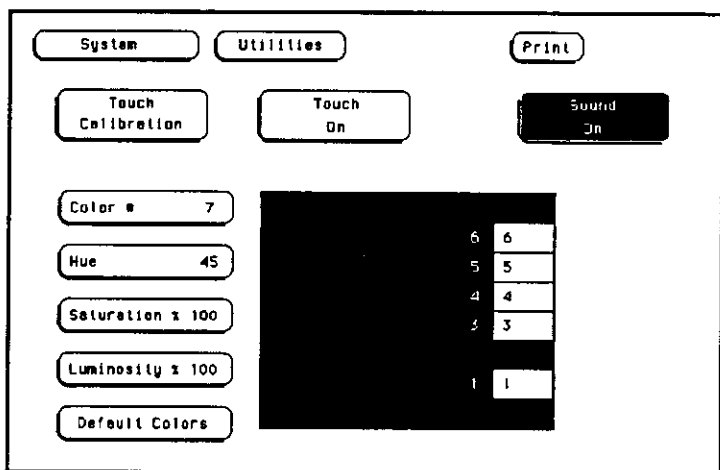 System Utilities Print
Touch
Calibration
Touch
On
Sound
On
Color # 7
Hue 45
Saturation % 100
Luminosity % 100
Default Colors
6 6
5 5
4 4
3 3
1 1